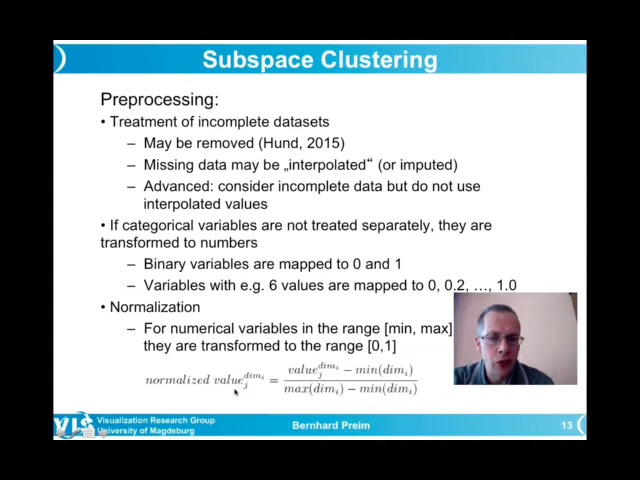 Subspace Clustering
Preprocessing:
• Treatment of incomplete datasets
– May be removed (Hund, 2015)
– Missing data may be „interpolated“ (or imputed)
– Advanced: consider incomplete data but do not use
interpolated values
• If categorical variables are not treated separately, they are
transformed to numbers
– Binary variables are mapped to 0 and 1
– Variables with e.g. 6 values are mapped to 0, 0.2, …, 1.0
• Normalization
– For numerical variables in the range [min, max]
they are transformed to the range [0,1]
normalized value_j^{dim_i} = (value_j^{dim_i} − min(dim_i)) / (max(dim_i) − min(dim_i))
VIS
Visualization Research Group
University of Magdeburg
Bernhard Preim
13